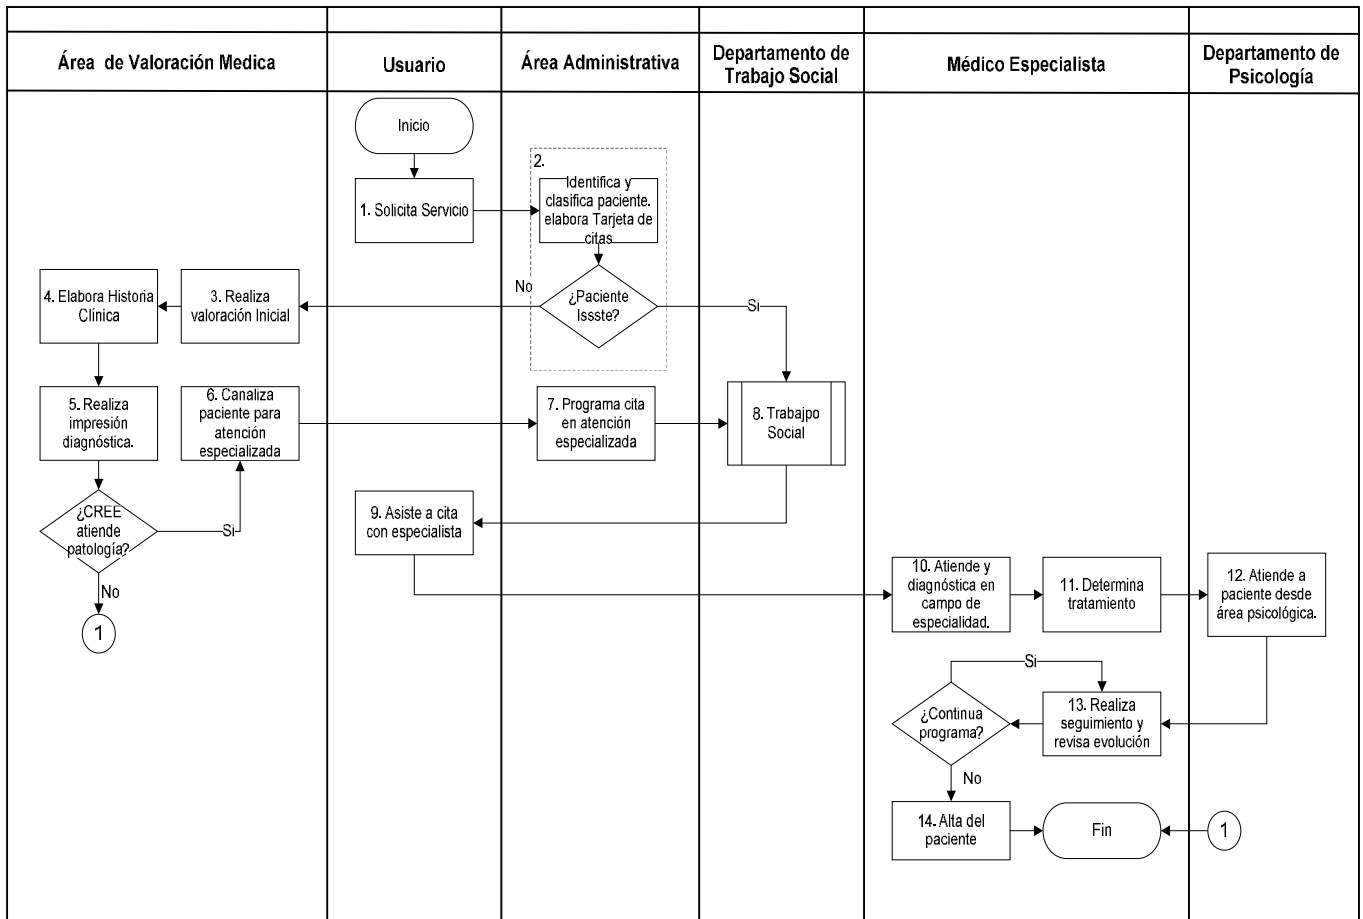 Área de Valoración Medica
Usuario
Área Administrativa
Departamento de
Trabajo Social
Médico Especialista
Departamento de
Psicología
Inicio
1. Solicita Servicio
2.
Identifica y
clasifica paciente.
elabora Tarjeta de
citas
¿Paciente
Issste?
No
Si
3. Realiza
valoración Inicial
4. Elabora Historia
Clínica
5. Realiza
impresión
diagnóstica.
¿CREE
atiende
patología?
Si
No
1
6. Canaliza
paciente para
atención
especializada
7. Programa cita
en atención
especializada
8. Trabajpo
Social
9. Asiste a cita
con especialista
10. Atiende y
diagnóstica en
campo de
especialidad.
11. Determina
tratamiento
12. Atiende a
paciente desde
área psicológica.
13. Realiza
seguimiento y
revisa evolución
¿Continua
programa?
Si
No
14. Alta del
paciente
Fin
1